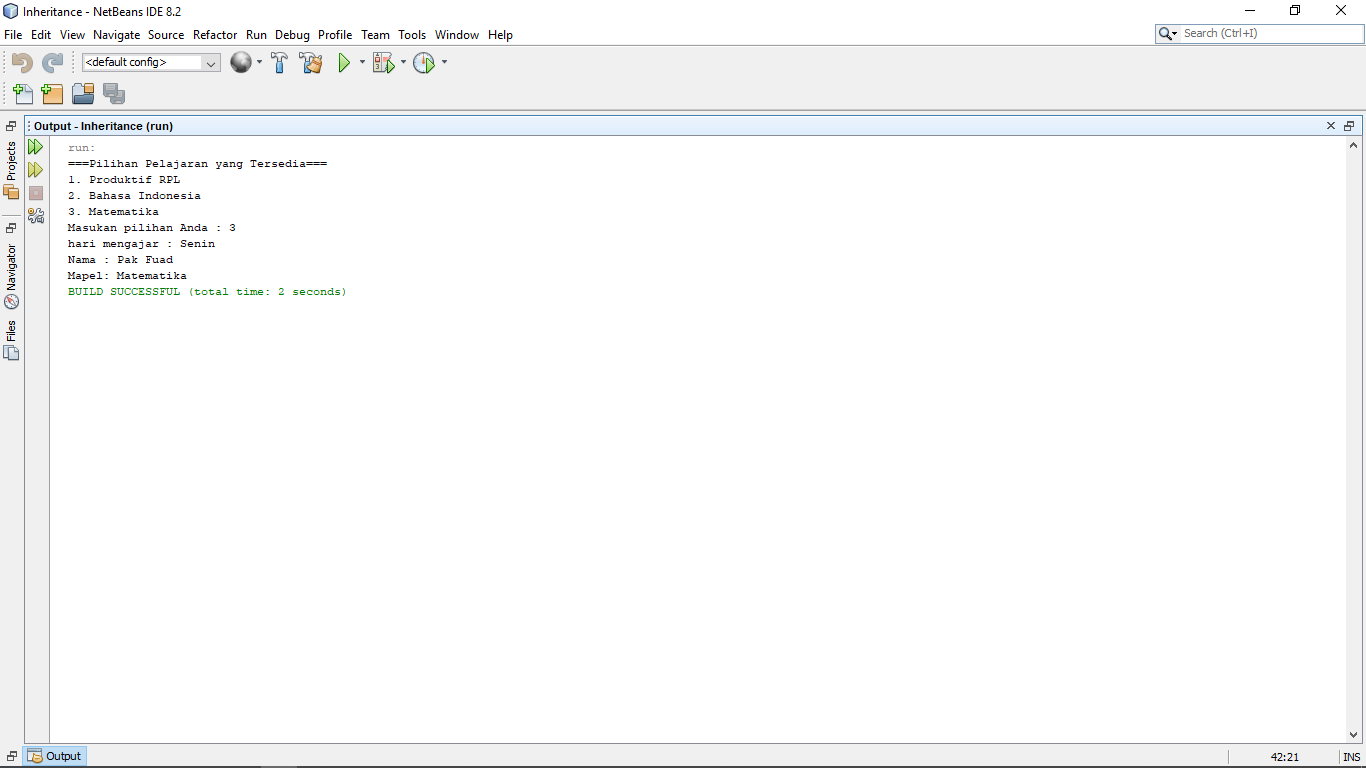 Inheritance - NetBeans IDE 8.2
File Edit View Navigate Source Refactor Run Debug Profile Team Tools Window Help
Search (Ctrl+I)
<default config>
Output - Inheritance (run)
Projects
Navigator
Files
run:
===Pilihan Pelajaran yang Tersedia===
1. Produktif RPL
2. Bahasa Indonesia
3. Matematika
Masukan pilihan Anda : 3
hari mengajar : Senin
Nama : Pak Fuad
Mapel: Matematika
BUILD SUCCESSFUL (total time: 2 seconds)
Output
42:21
INS